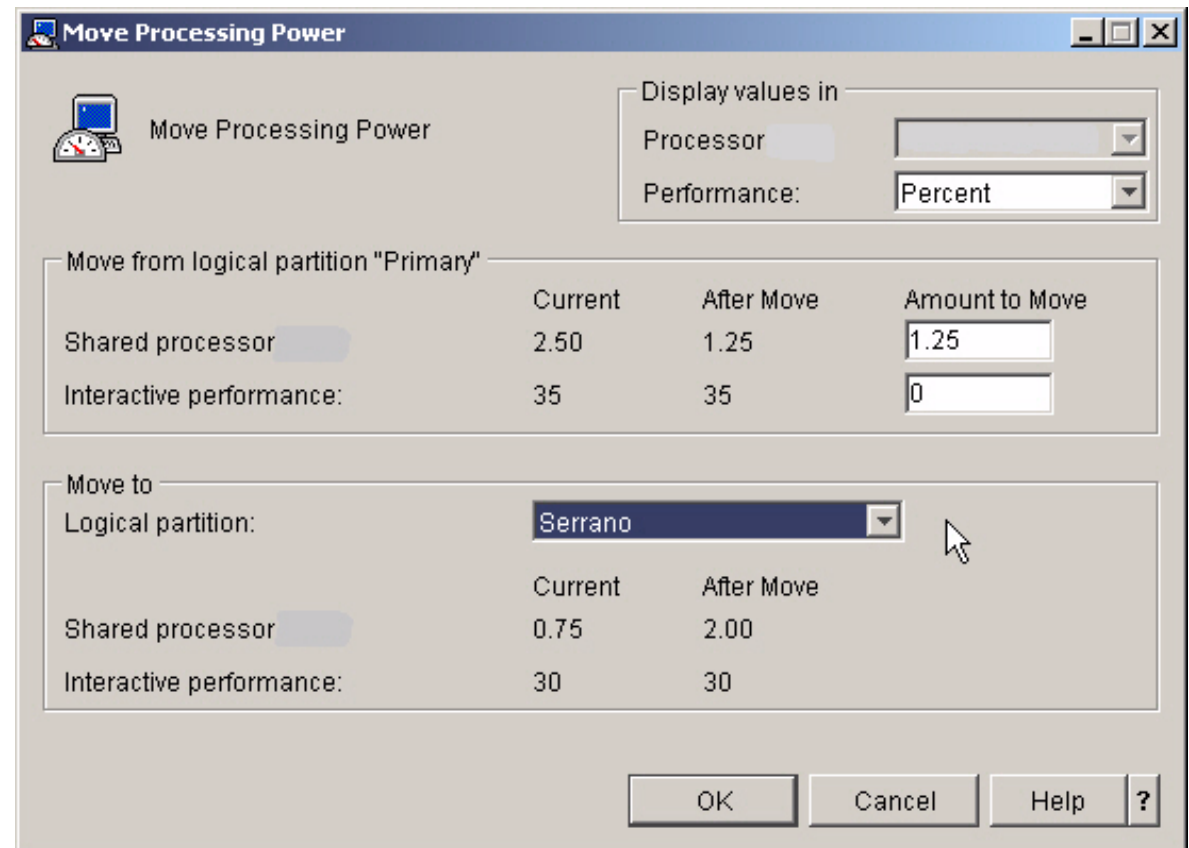 Move Processing Power
Move Processing Power
Display values in
Processor
Performance: Percent
Move from logical partition "Primary"
Current After Move Amount to Move
Shared processor 2.50 1.25 1.25
Interactive performance: 35 35 0
Move to
Logical partition: Serrano
Current After Move
Shared processor 0.75 2.00
Interactive performance: 30 30
OK Cancel Help ?